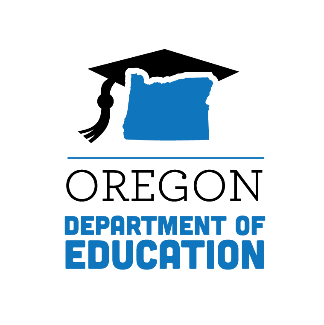 OREGON
DEPARTMENT OF
EDUCATION